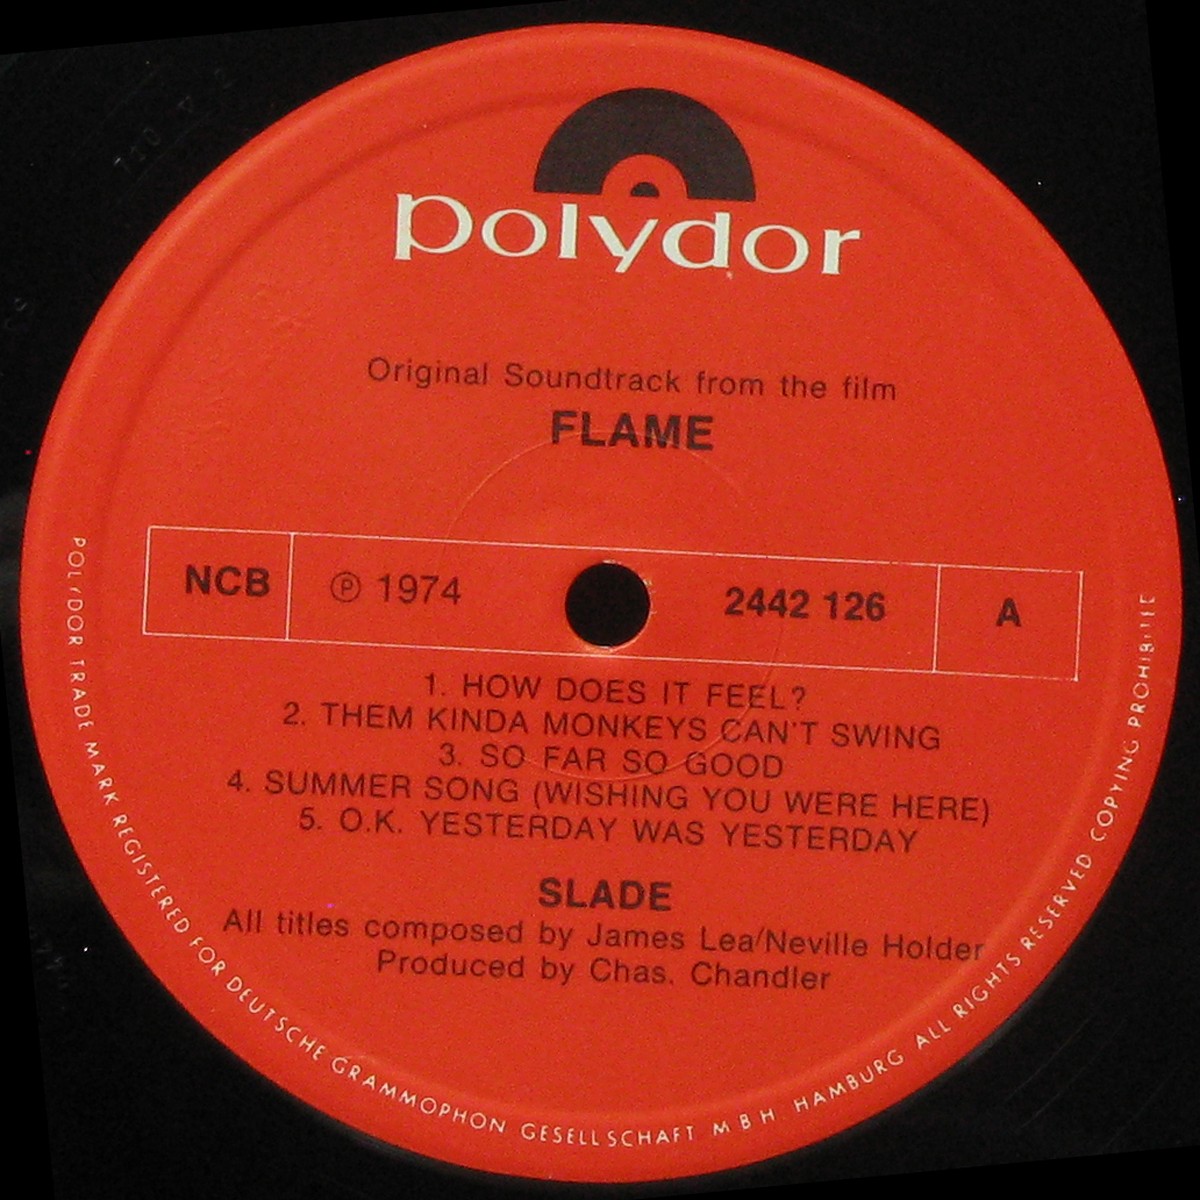 polydor
Original Soundtrack from the film
FLAME
NCB ℗ 1974 2442 126 A
1. HOW DOES IT FEEL?
2. THEM KINDA MONKEYS CAN'T SWING
3. SO FAR SO GOOD
4. SUMMER SONG (WISHING YOU WERE HERE)
5. O.K. YESTERDAY WAS YESTERDAY
SLADE
All titles composed by James Lea/Neville Holder
Produced by Chas. Chandler
POLYDOR TRADE MARK REGISTERED FOR DEUTSCHE GRAMMOPHON GESELLSCHAFT MBH HAMBURG ALL RIGHTS RESERVED COPYING